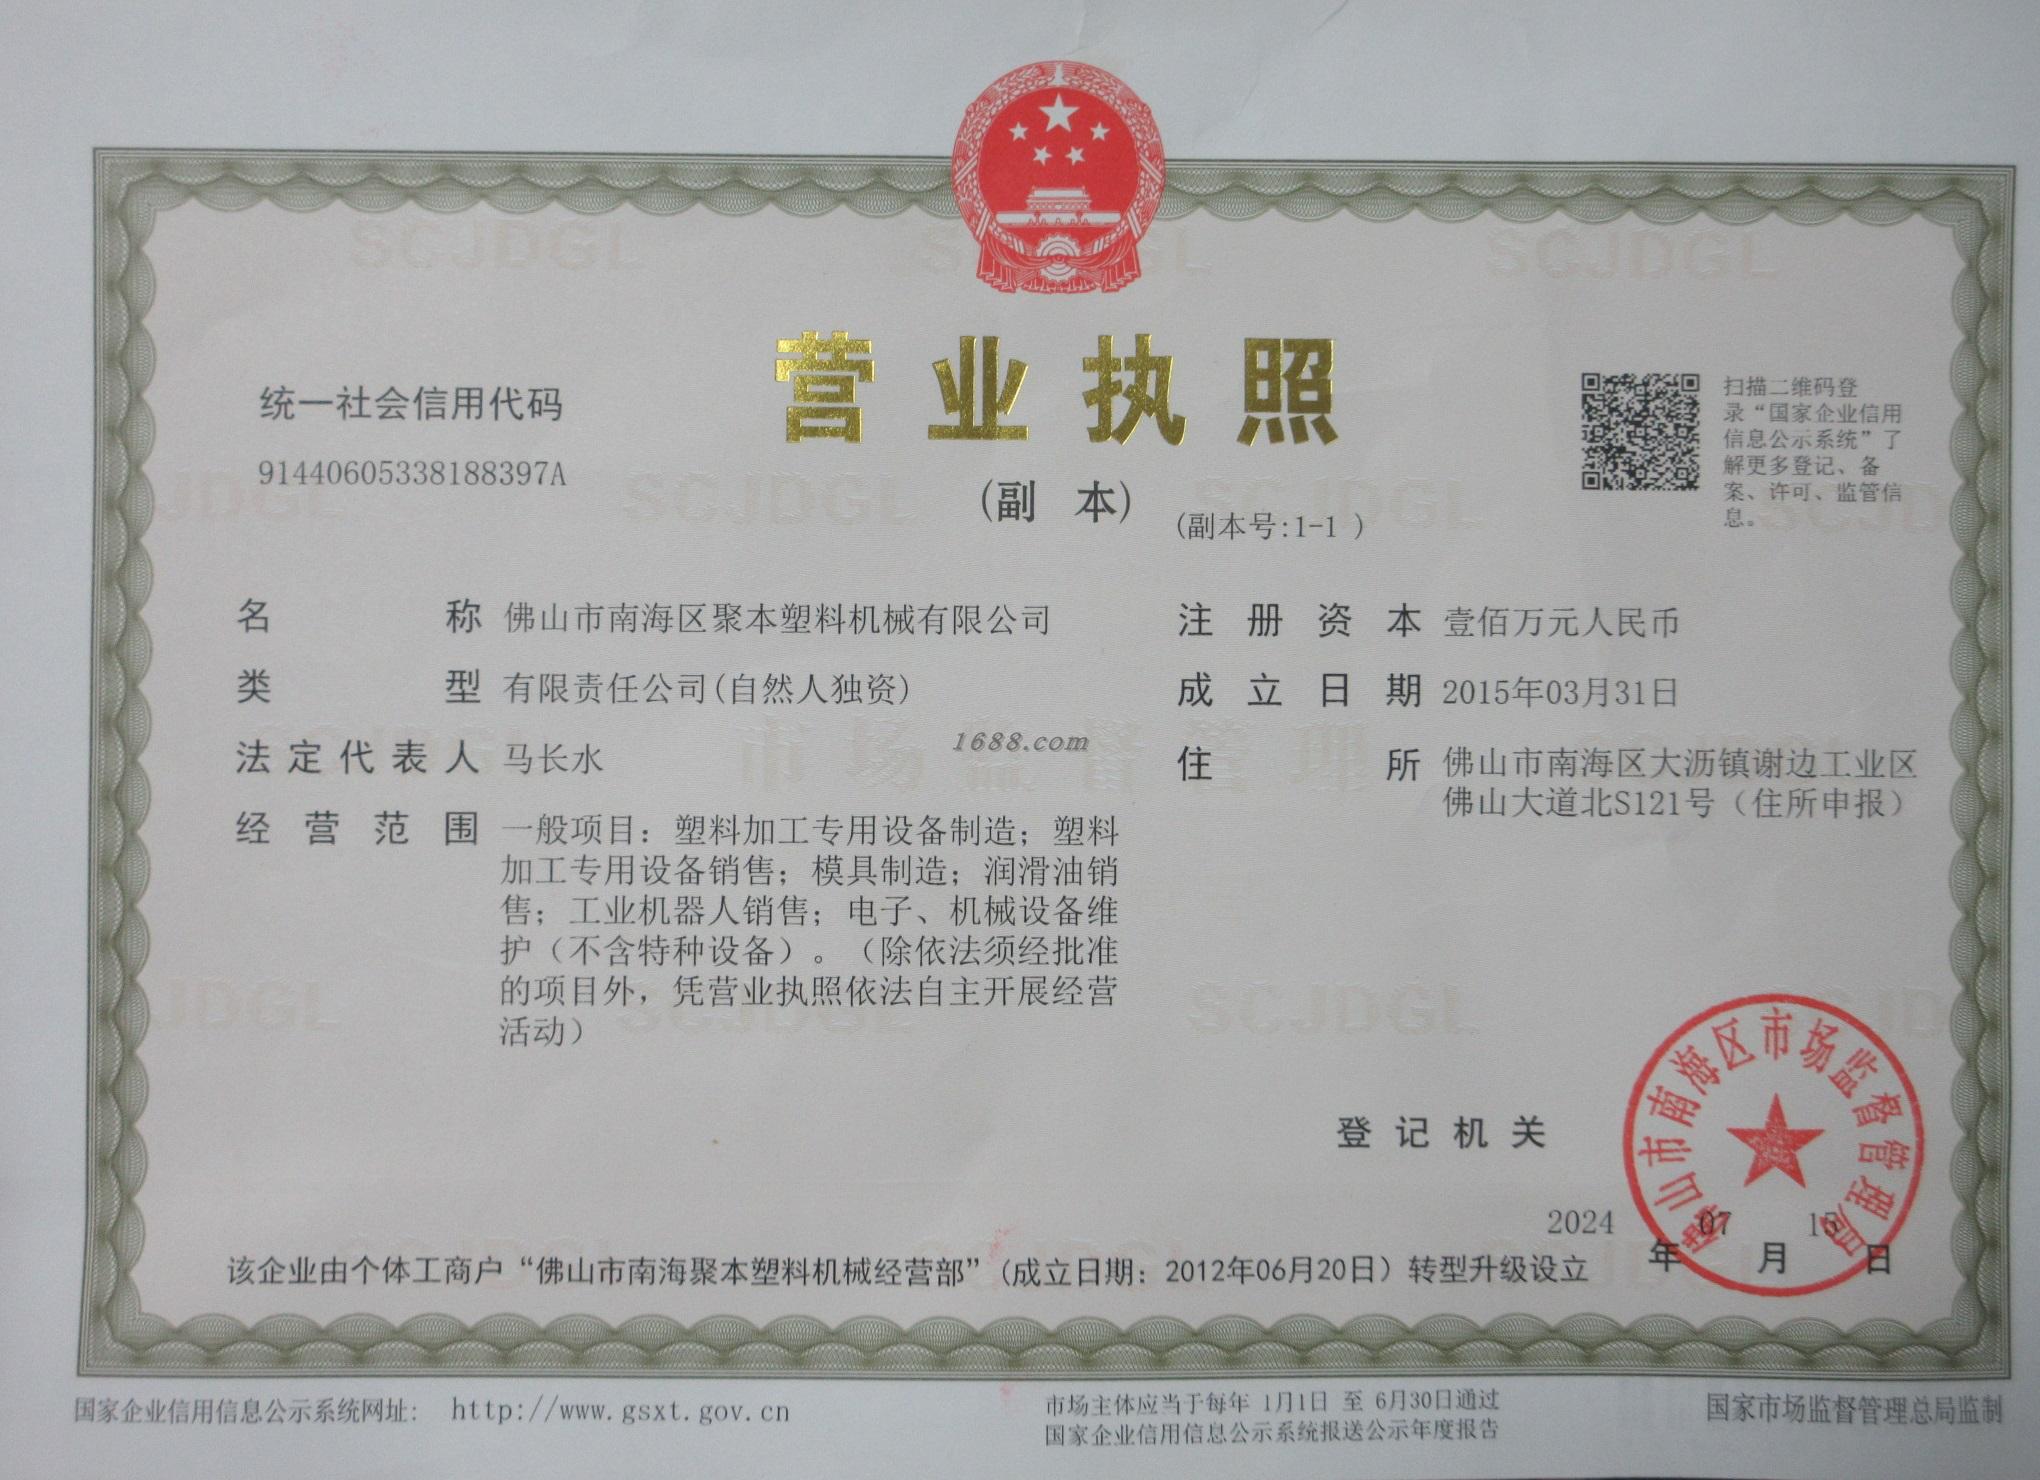 营业执照
(副 本)
(副本号:1-1 )
统一社会信用代码
91440605338188397A
扫描二维码登
录“国家企业信用
信息公示系统”了
解更多登记、备
案、许可、监管信
息。
名 称 佛山市南海区聚本塑料机械有限公司
类 型 有限责任公司(自然人独资)
法定代表人 马长水
经营范围 一般项目：塑料加工专用设备制造；塑料
加工专用设备销售；模具制造；润滑油销
售；工业机器人销售；电子、机械设备维
护（不含特种设备）。（除依法须经批准
的项目外，凭营业执照依法自主开展经营
活动）
注册资本 壹佰万元人民币
成立日期 2015年03月31日
住 所 佛山市南海区大沥镇谢边工业区
佛山大道北S121号（住所申报）
1688.com
SCJDGL
市场监督管理
登记机关
佛山市南海区市场监督管理局
2024 年 07 月 15 日
该企业由个体工商户“佛山市南海聚本塑料机械经营部”(成立日期：2012年06月20日）转型升级设立
国家企业信用信息公示系统网址： http://www.gsxt.gov.cn
市场主体应当于每年 1月1日 至 6月30日通过
国家企业信用信息公示系统报送公示年度报告
国家市场监督管理总局监制